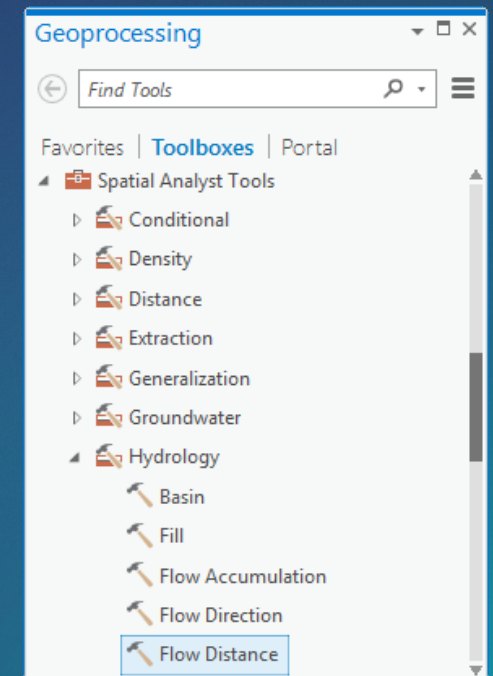 Geoprocessing
Find Tools
Favorites | Toolboxes | Portal
Spatial Analyst Tools
Conditional
Density
Distance
Extraction
Generalization
Groundwater
Hydrology
Basin
Fill
Flow Accumulation
Flow Direction
Flow Distance